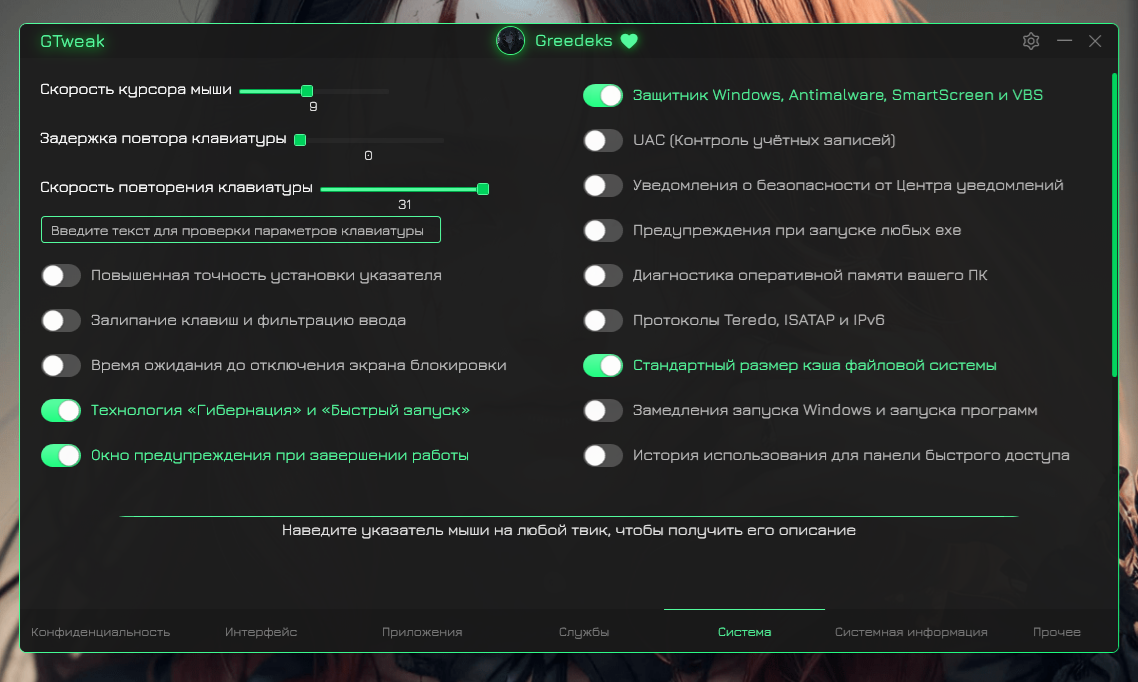 GTweak
Greedeks
Скорость курсора мыши
9
Задержка повтора клавиатуры
0
Скорость повторения клавиатуры
31
Введите текст для проверки параметров клавиатуры
Повышенная точность установки указателя
Залипание клавиш и фильтрацию ввода
Время ожидания до отключения экрана блокировки
Технология «Гибернация» и «Быстрый запуск»
Окно предупреждения при завершении работы
Защитник Windows, Antimalware, SmartScreen и VBS
UAC (Контроль учётных записей)
Уведомления о безопасности от Центра уведомлений
Предупреждения при запуске любых exe
Диагностика оперативной памяти вашего ПК
Протоколы Teredo, ISATAP и IPv6
Стандартный размер кэша файловой системы
Замедления запуска Windows и запуска программ
История использования для панели быстрого доступа
Наведите указатель мыши на любой твик, чтобы получить его описание
Конфиденциальность
Интерфейс
Приложения
Службы
Система
Системная информация
Прочее